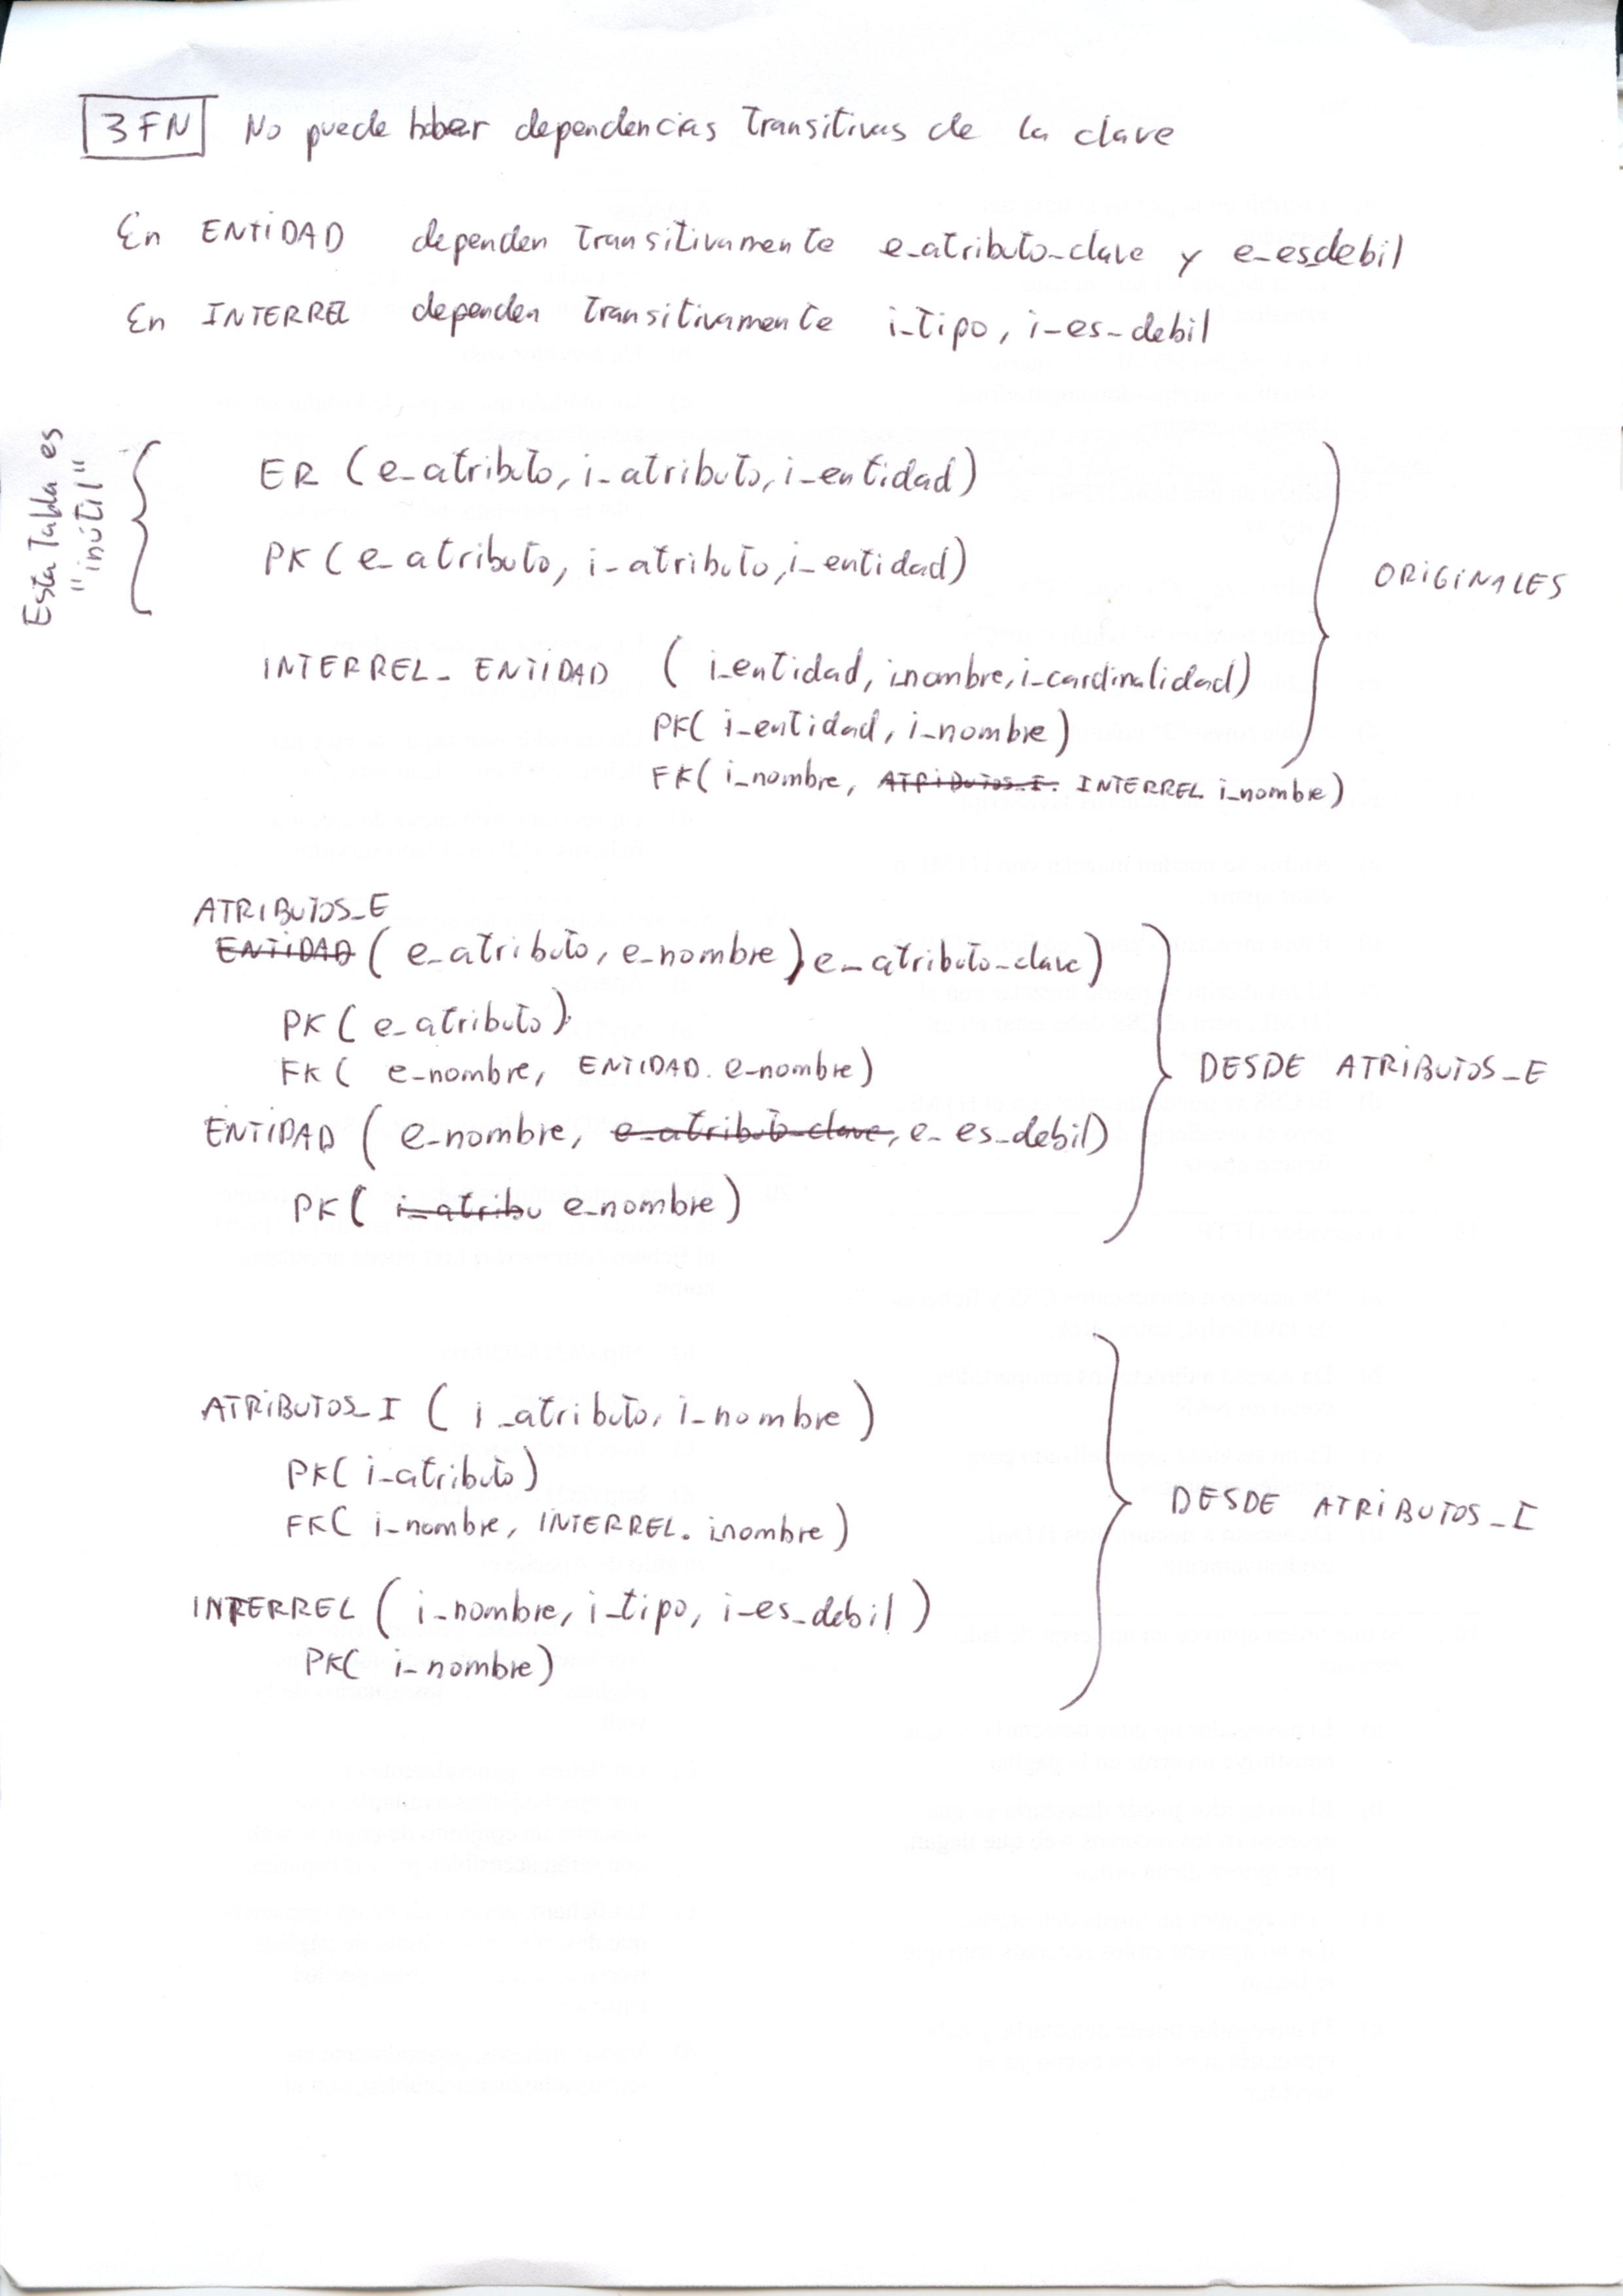 3FN No puede haber dependencias transitivas de la clave
En ENTIDAD dependen transitivamente e_atributo_clave y e_esdebil
En INTERREL dependen transitivamente i_tipo, i_es_debil
Esta tabla es
"inútil"
ER (e_atributo, i_atributo, i_entidad)
PK (e_atributo, i_atributo, i_entidad)
ORIGINALES
INTERREL_ENTIDAD (i_entidad, i_nombre, i_cardinalidad)
PK( i_entidad, i_nombre)
FK( i_nombre, ATRIBUTOS_I. INTERREL i_nombre)
ATRIBUTOS_E
ENTIDAD ( e_atributo, e_nombre), e_atributo_clave)
PK ( e_atributo)
FK ( e_nombre, ENTIDAD. e_nombre)
DESDE ATRIBUTOS_E
ENTIDAD ( e_nombre, e_atributo_clave, e_es_debil)
PK ( i_atribu e_nombre)
ATRIBUTOS_I ( i_atributo, i_nombre)
PK( i_atributo)
FK( i_nombre, INTERREL. i_nombre)
DESDE ATRIBUTOS_I
INTERREL ( i_nombre, i_tipo, i_es_debil)
PK( i_nombre)